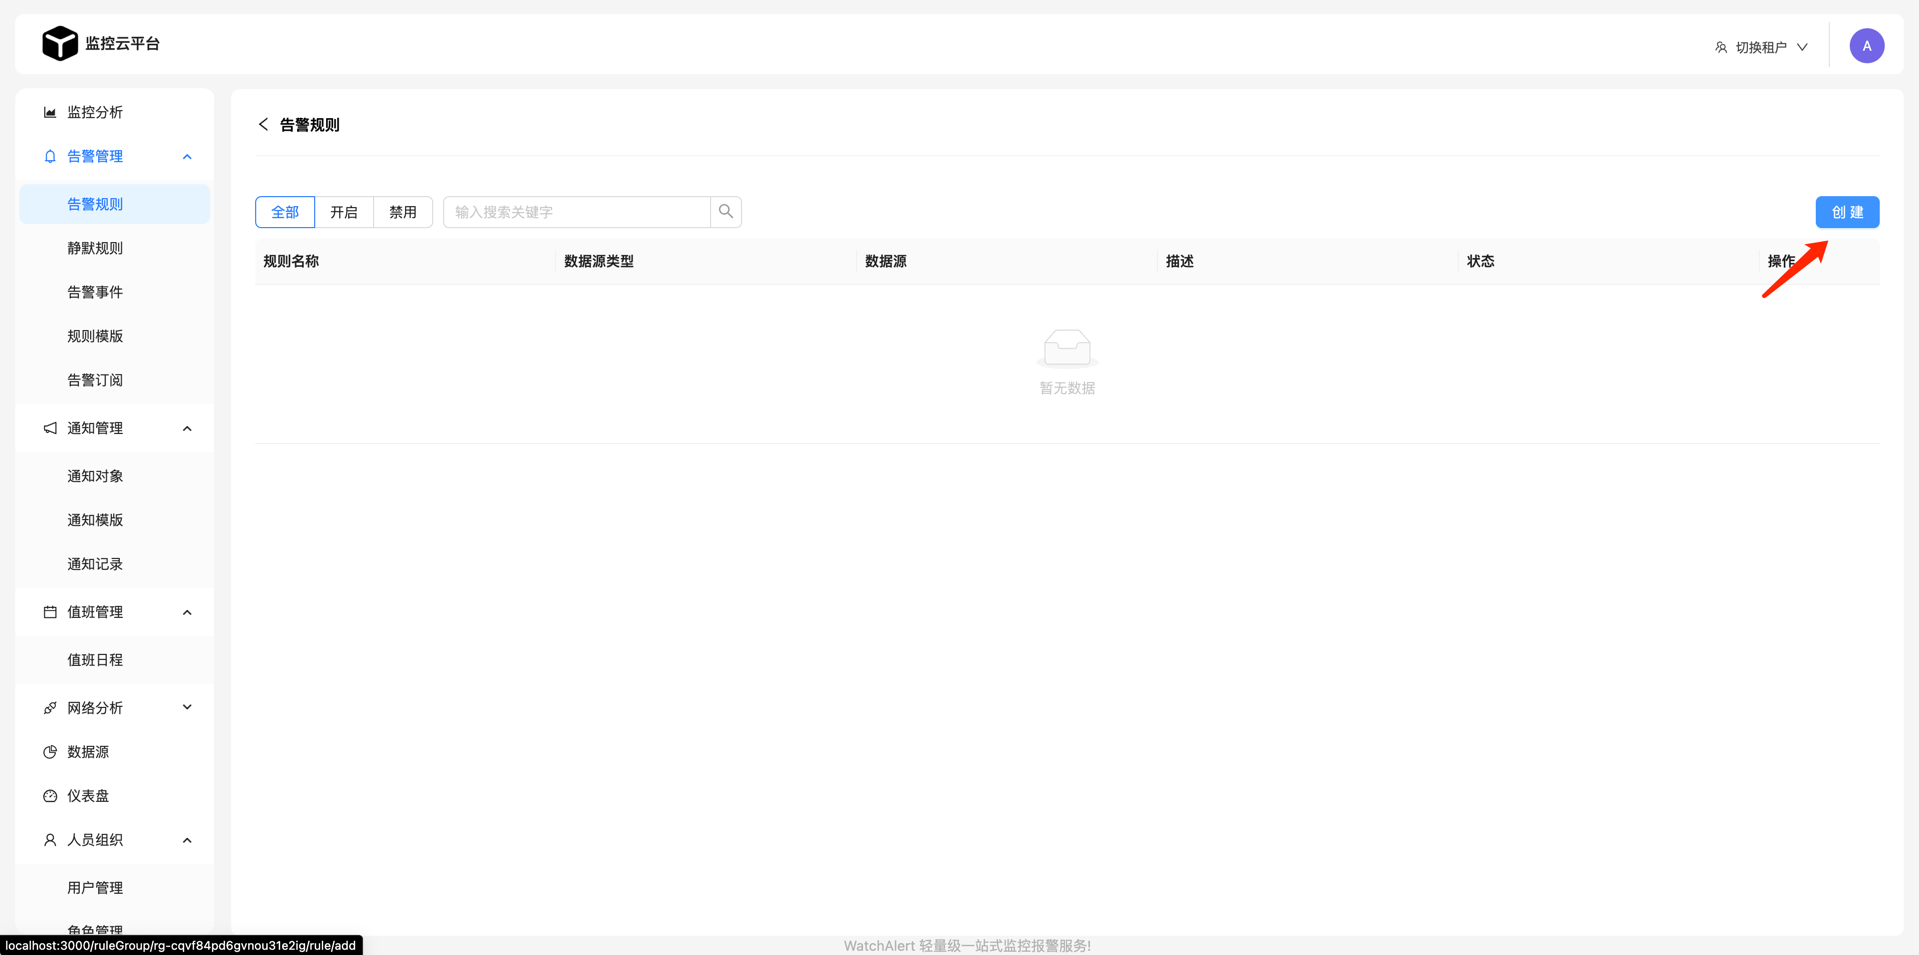 监控云平台
切换租户
A
监控分析
告警管理
告警规则
静默规则
告警事件
规则模版
告警订阅
通知管理
通知对象
通知模版
通知记录
值班管理
值班日程
网络分析
数据源
仪表盘
人员组织
用户管理
角色管理
告警规则
全部 开启 禁用 输入搜索关键字
创 建
规则名称 数据源类型 数据源 描述 状态 操作
暂无数据
localhost:3000/ruleGroup/rg-cqvf84pd6gvnou31e2ig/rule/add
WatchAlert 轻量级一站式监控报警服务!